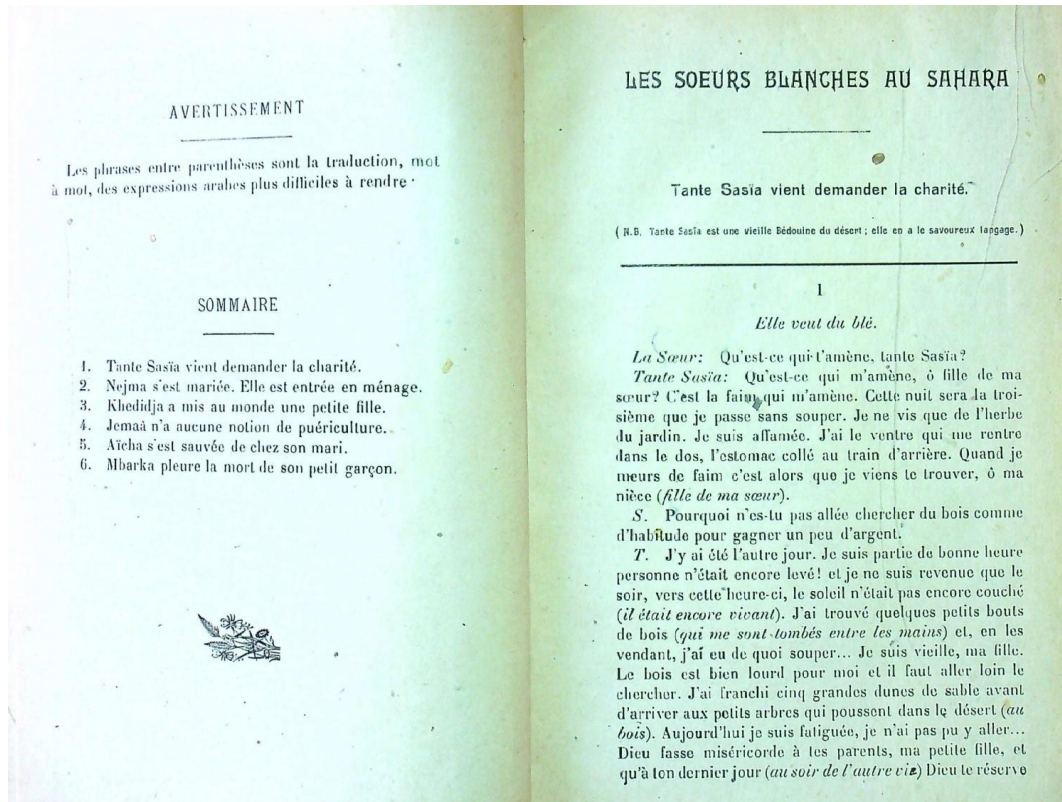 AVERTISSEMENT
Les phrases entre parenthèses sont la traduction, mot
à mot, des expressions arabes plus difficiles à rendre ·
SOMMAIRE
1. Tante Sasïa vient demander la charité.
2. Nejma s'est mariée. Elle est entrée en ménage.
3. Khedidja a mis au monde une petite fille.
4. Jemaà n'a aucune notion de puériculture.
5. Aïcha s'est sauvée de chez son mari.
6. Mbarka pleure la mort de son petit garçon.
LES SOEURS BLANCHES AU SAHARA
Tante Sasïa vient demander la charité.
( N.B. Tante Sasïa est une vieille Bédouine du désert ; elle en a le savoureux langage. )
1
Elle veut du blé.
La Sœur: Qu'est-ce qui t'amène, tante Sasïa?
Tante Sasïa: Qu'est-ce qui m'amène, ô fille de ma
sœur? C'est la faim qui m'amène. Cette nuit sera la troi-
sième que je passe sans souper. Je ne vis que de l'herbe
du jardin. Je suis affamée. J'ai le ventre qui me rentre
dans le dos, l'estomac collé au train d'arrière. Quand je
meurs de faim c'est alors que je viens te trouver, ô ma
nièce (fille de ma sœur).
S. Pourquoi n'es-tu pas allée chercher du bois comme
d'habitude pour gagner un peu d'argent.
T. J'y ai été l'autre jour. Je suis partie de bonne heure
personne n'était encore levé! et je ne suis revenue que le
soir, vers cette heure-ci, le soleil n'était pas encore couché
(il était encore vivant). J'ai trouvé quelques petits bouts
de bois (qui me sont tombés entre les mains) et, en les
vendant, j'ai eu de quoi souper... Je suis vieille, ma fille.
Le bois est bien lourd pour moi et il faut aller loin le
chercher. J'ai franchi cinq grandes dunes de sable avant
d'arriver aux petits arbres qui poussent dans le désert (au
bois). Aujourd'hui je suis fatiguée, je n'ai pas pu y aller...
Dieu fasse miséricorde à tes parents, ma petite fille, et
qu'à ton dernier jour (au soir de l'autre vie) Dieu te réserve